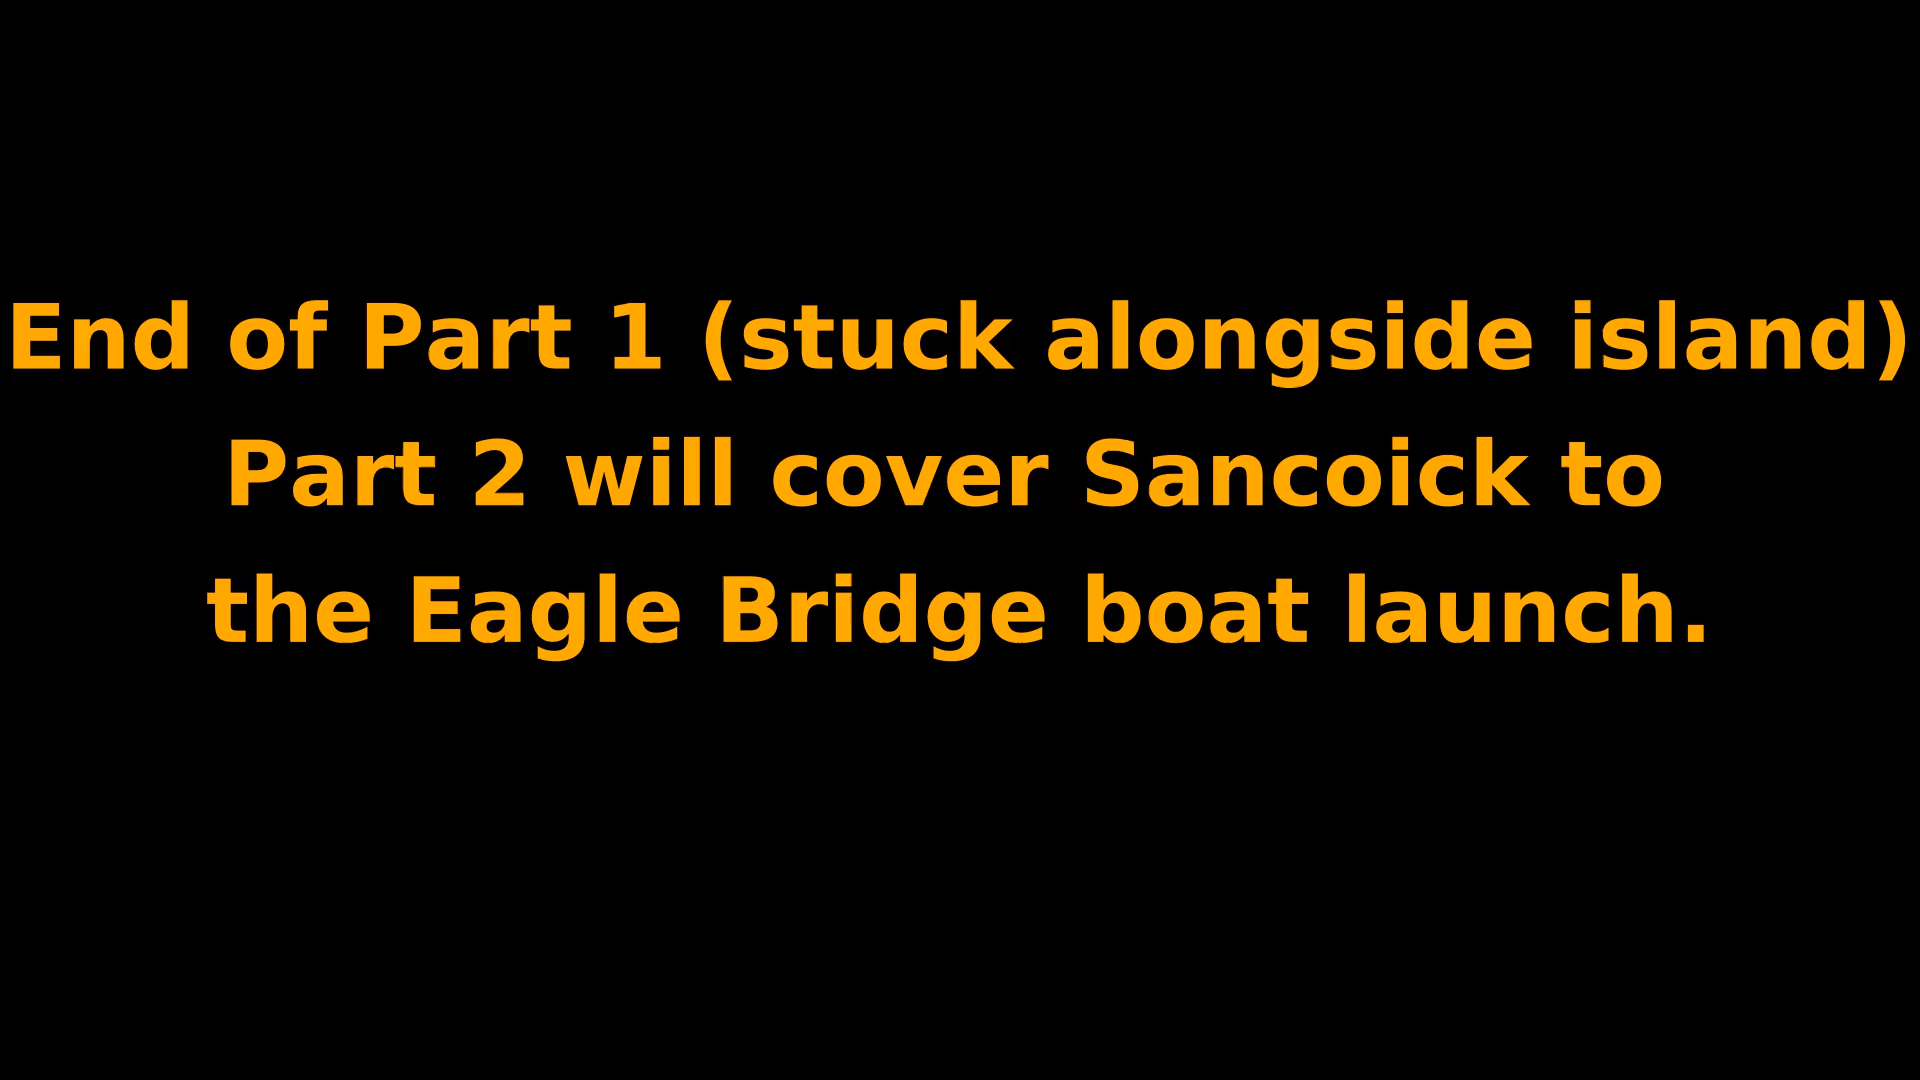 End of Part 1 (stuck alongside island)
Part 2 will cover Sancoick to
the Eagle Bridge boat launch.